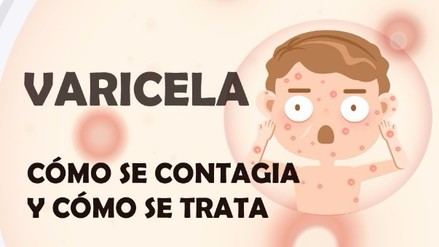 VARICELA
CÓMO SE CONTAGIA
Y CÓMO SE TRATA